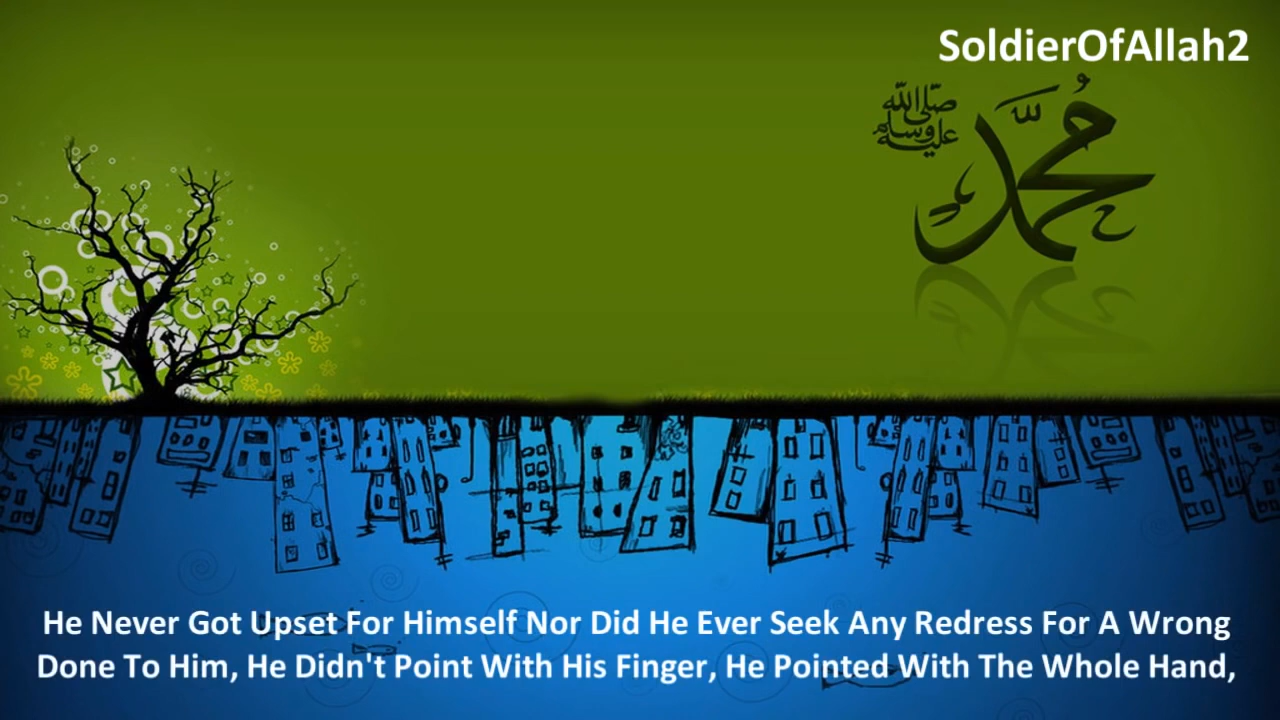 SoldierOfAllah2
محمد
صلى الله
عليه وسلم
He Never Got Upset For Himself Nor Did He Ever Seek Any Redress For A Wrong
Done To Him, He Didn't Point With His Finger, He Pointed With The Whole Hand,